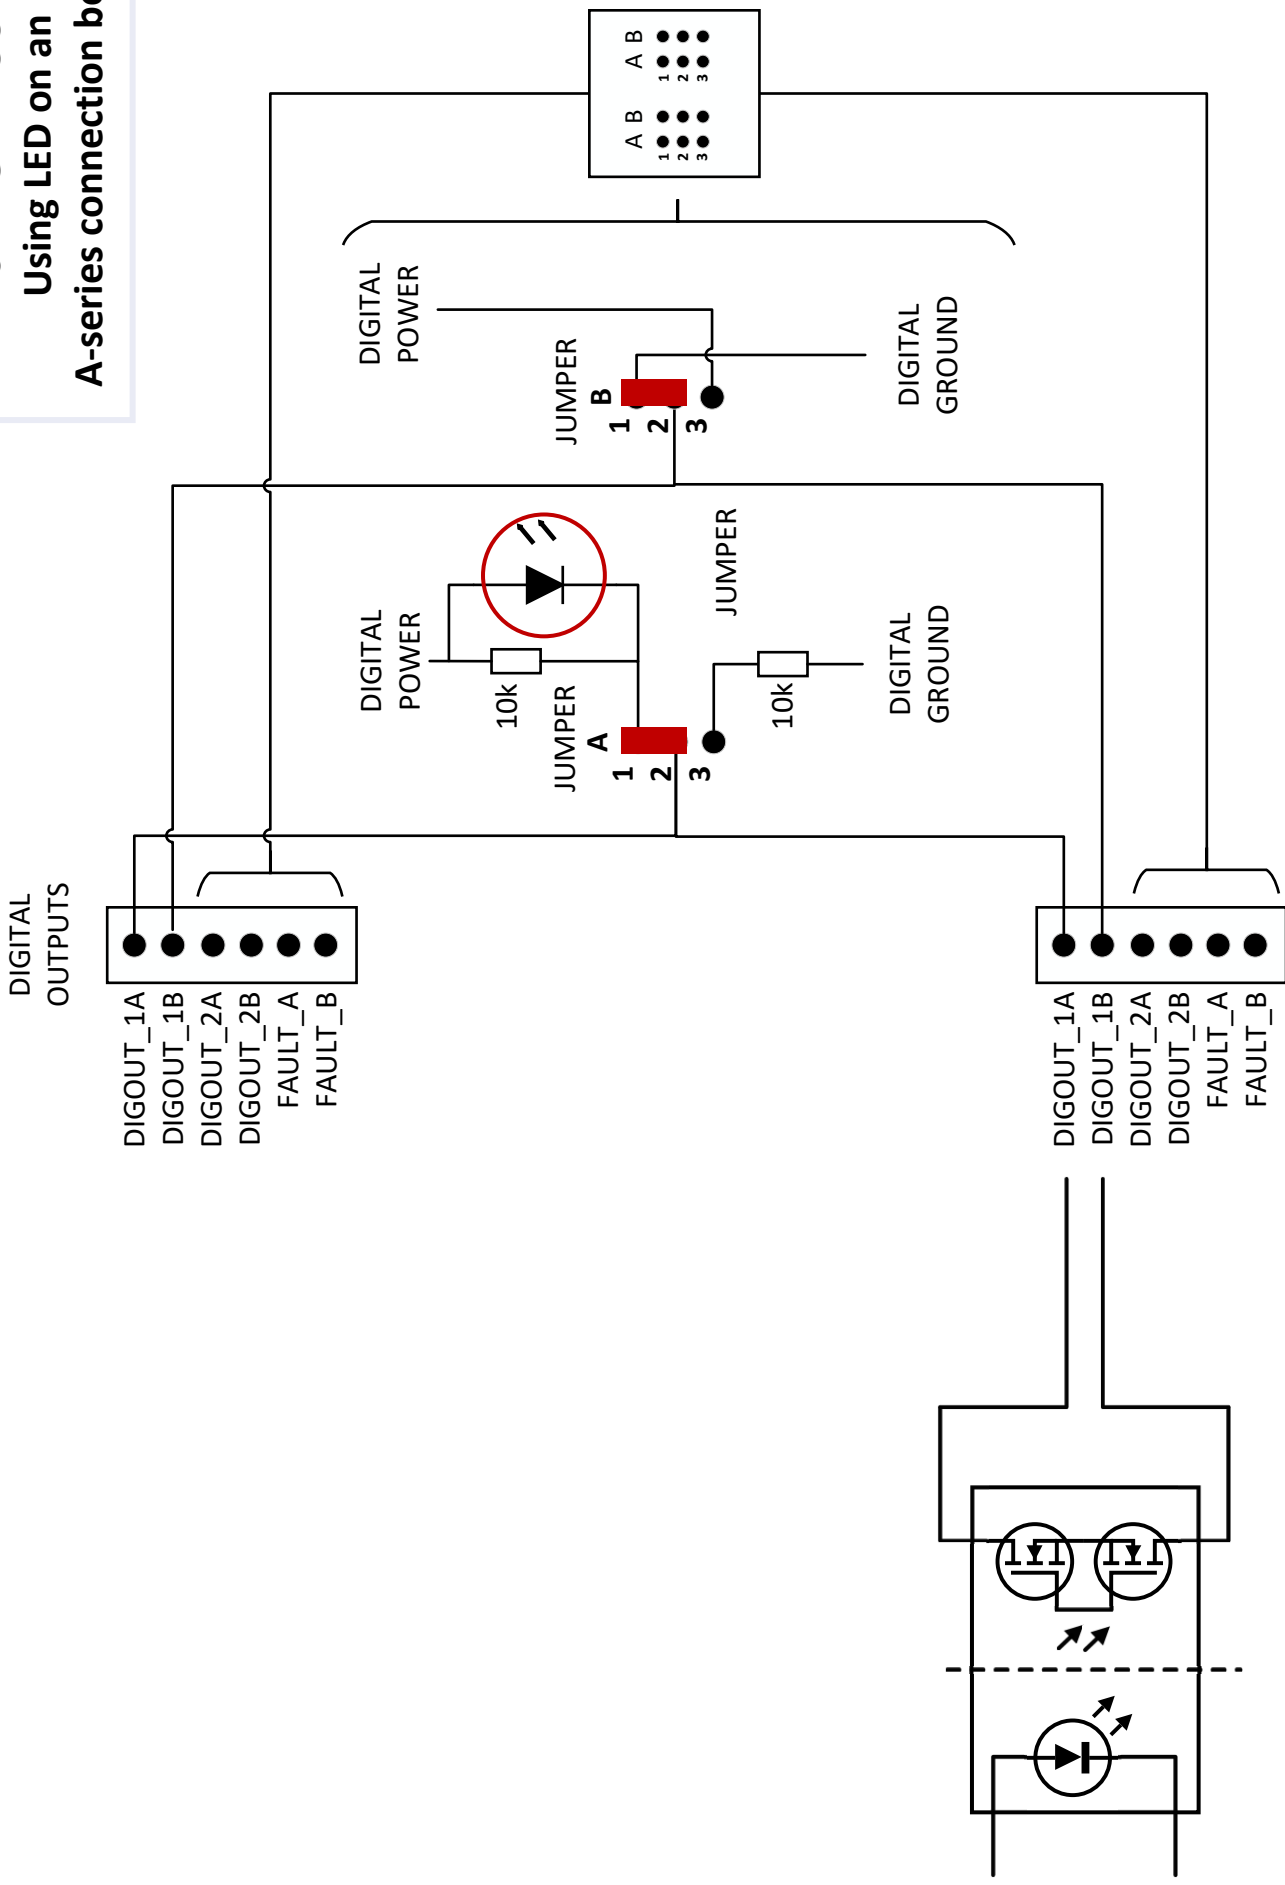 Using LED on an
A-series connection
A B
1
2
3
A B
1
2
3
DIGITAL
POWER
JUMPER
B
1
2
3
DIGITAL
GROUND
DIGITAL
POWER
10k
JUMPER
A
1
2
3
JUMPER
10k
DIGITAL
GROUND
DIGITAL
OUTPUTS
DIGOUT_1A
DIGOUT_1B
DIGOUT_2A
DIGOUT_2B
FAULT_A
FAULT_B
DIGOUT_1A
DIGOUT_1B
DIGOUT_2A
DIGOUT_2B
FAULT_A
FAULT_B